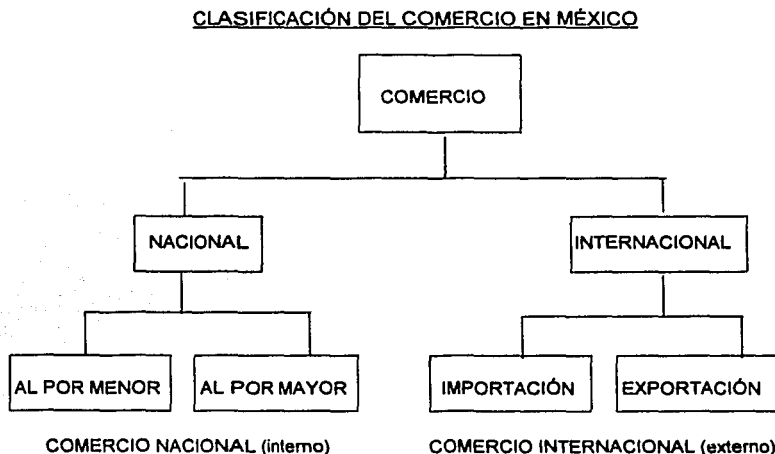 CLASIFICACIÓN DEL COMERCIO EN MÉXICO
COMERCIO
NACIONAL
INTERNACIONAL
AL POR MENOR
AL POR MAYOR
IMPORTACIÓN
EXPORTACIÓN
COMERCIO NACIONAL (interno)
COMERCIO INTERNACIONAL (externo)